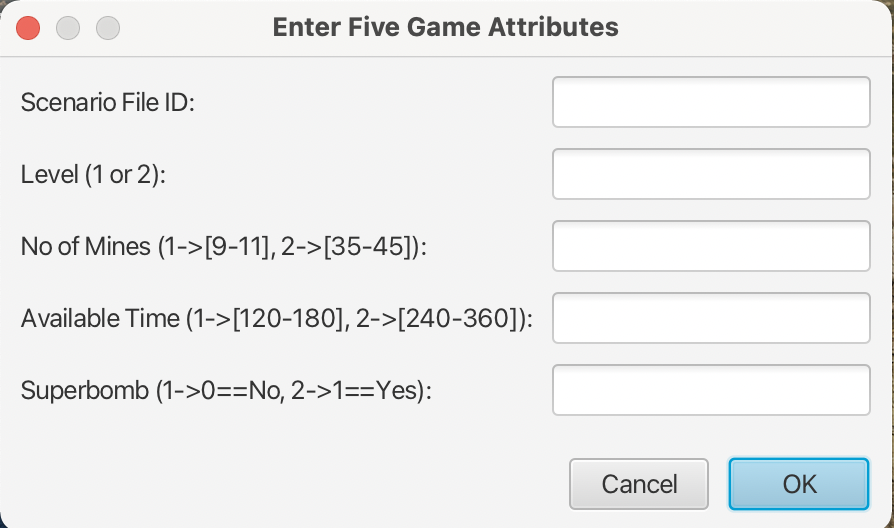 Enter Five Game Attributes
Scenario File ID:
Level (1 or 2):
No of Mines (1->[9-11], 2->[35-45]):
Available Time (1->[120-180], 2->[240-360]):
Superbomb (1->0==No, 2->1==Yes):
Cancel OK